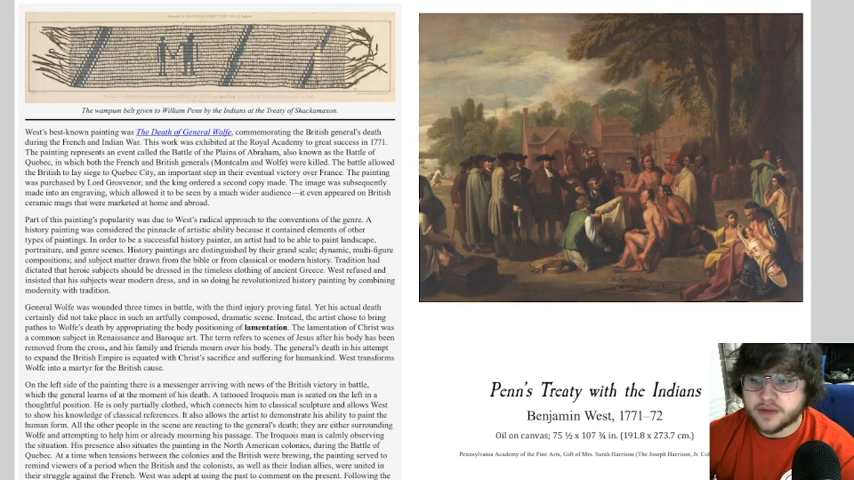 The wampum belt given to William Penn by the Indians at the Treaty of Shackamaxon.
West's best-known painting was The Death of General Wolfe, commemorating the British general's death
during the French and Indian War. This work was exhibited at the Royal Academy to great success in 1771.
The painting represents an event called the Battle of the Plains of Abraham, also known as the Battle of
Quebec, in which both the French and British generals (Montcalm and Wolfe) were killed. The battle allowed
the British to lay siege to Quebec City, an important step in their eventual victory over France. The painting
was purchased by Lord Grosvenor, and the king ordered a second copy made. The image was subsequently
made into an engraving, which allowed it to be seen by a much wider audience—it even appeared on British
ceramic mugs that were marketed at home and abroad.
Part of this painting's popularity was due to West's radical approach to the conventions of the genre. A
history painting was considered the pinnacle of artistic ability because it contained elements of other
types of paintings. In order to be a successful history painter, an artist had to be able to paint landscape,
portraiture, and genre scenes. History paintings are distinguished by their grand scale; dynamic, multi-figure
compositions; and subject matter drawn from the bible or from classical or modern history. Tradition had
dictated that heroic subjects should be dressed in the timeless clothing of ancient Greece. West refused and
insisted that his subjects wear modern dress, and in so doing he revolutionized history painting by combining
modernity with tradition.
General Wolfe was wounded three times in battle, with the third injury proving fatal. Yet his actual death
certainly did not take place in such an artfully composed, dramatic scene. Instead, the artist chose to bring
pathos to Wolfe's death by appropriating the body positioning of lamentation. The lamentation of Christ was
a common subject in Renaissance and Baroque art. The term refers to scenes of Jesus after his body has been
removed from the cross, and his family and friends mourn over his body. The general's death in his attempt
to expand the British Empire is equated with Christ's sacrifice and suffering for humankind. West transforms
Wolfe into a martyr for the British cause.
On the left side of the painting there is a messenger arriving with news of the British victory in battle,
which the general learns of at the moment of his death. A tattooed Iroquois man is seated on the left in a
thoughtful position. He is only partially clothed, which connects him to classical sculpture and allows West
to show his knowledge of classical references. It also allows the artist to demonstrate his ability to paint the
human form. All the other people in the scene are reacting to the general's death; they are either surrounding
Wolfe and attempting to help him or already mourning his passage. The Iroquois man is calmly observing
the situation. His presence also situates the painting in the North American colonies, during the Battle of
Quebec. At a time when tensions between the colonies and the British were brewing, the painting served to
remind viewers of a period when the British and the colonists, as well as their Indian allies, were united in
their struggle against the French. West was adept at using the past to comment on the present. Following the
Penn's Treaty with the Indians
Benjamin West, 1771–72
Oil on canvas; 75 ½ x 107 ¾ in. (191.8 x 273.7 cm.)
Pennsylvania Academy of the Fine Arts, Gift of Mrs. Sarah Harrison (The Joseph Harrison, Jr.